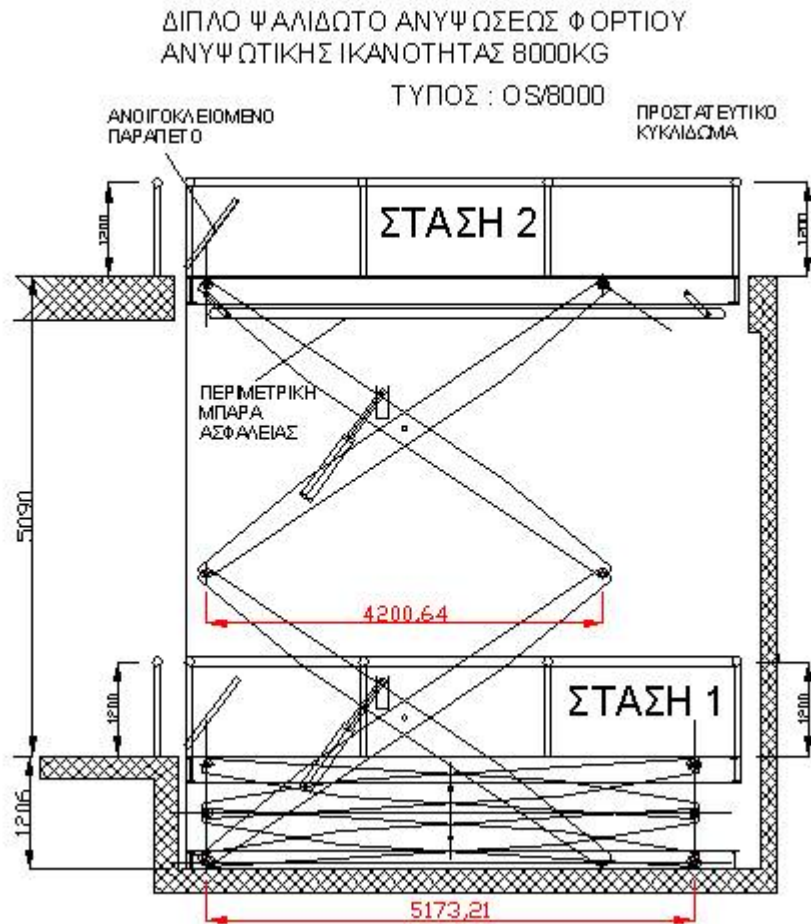 ΔΙΠΛΟ ΨΑΛΙΔΩΤΟ ΑΝΥΨΩΣΕΩΣ ΦΟΡΤΙΟΥ
ΑΝΥΨΩΤΙΚΗΣ ΙΚΑΝΟΤΗΤΑΣ 8000KG
ΤΥΠΟΣ : OS/8000
ΑΝΟΙΓΟΚΛΕΙΟΜΕΝΟ
ΠΑΡΑΠΕΤΟ
ΠΡΟΣΤΑΤΕΥΤΙΚΟ
ΚΥΚΛΙΔΩΜΑ
1200
ΣΤΑΣΗ 2
1200
ΠΕΡΙΜΕΤΡΙΚΗ
ΜΠΑΡΑ
ΑΣΦΑΛΕΙΑΣ
5090
4200,64
1200
ΣΤΑΣΗ 1
1200
1206
5173,21